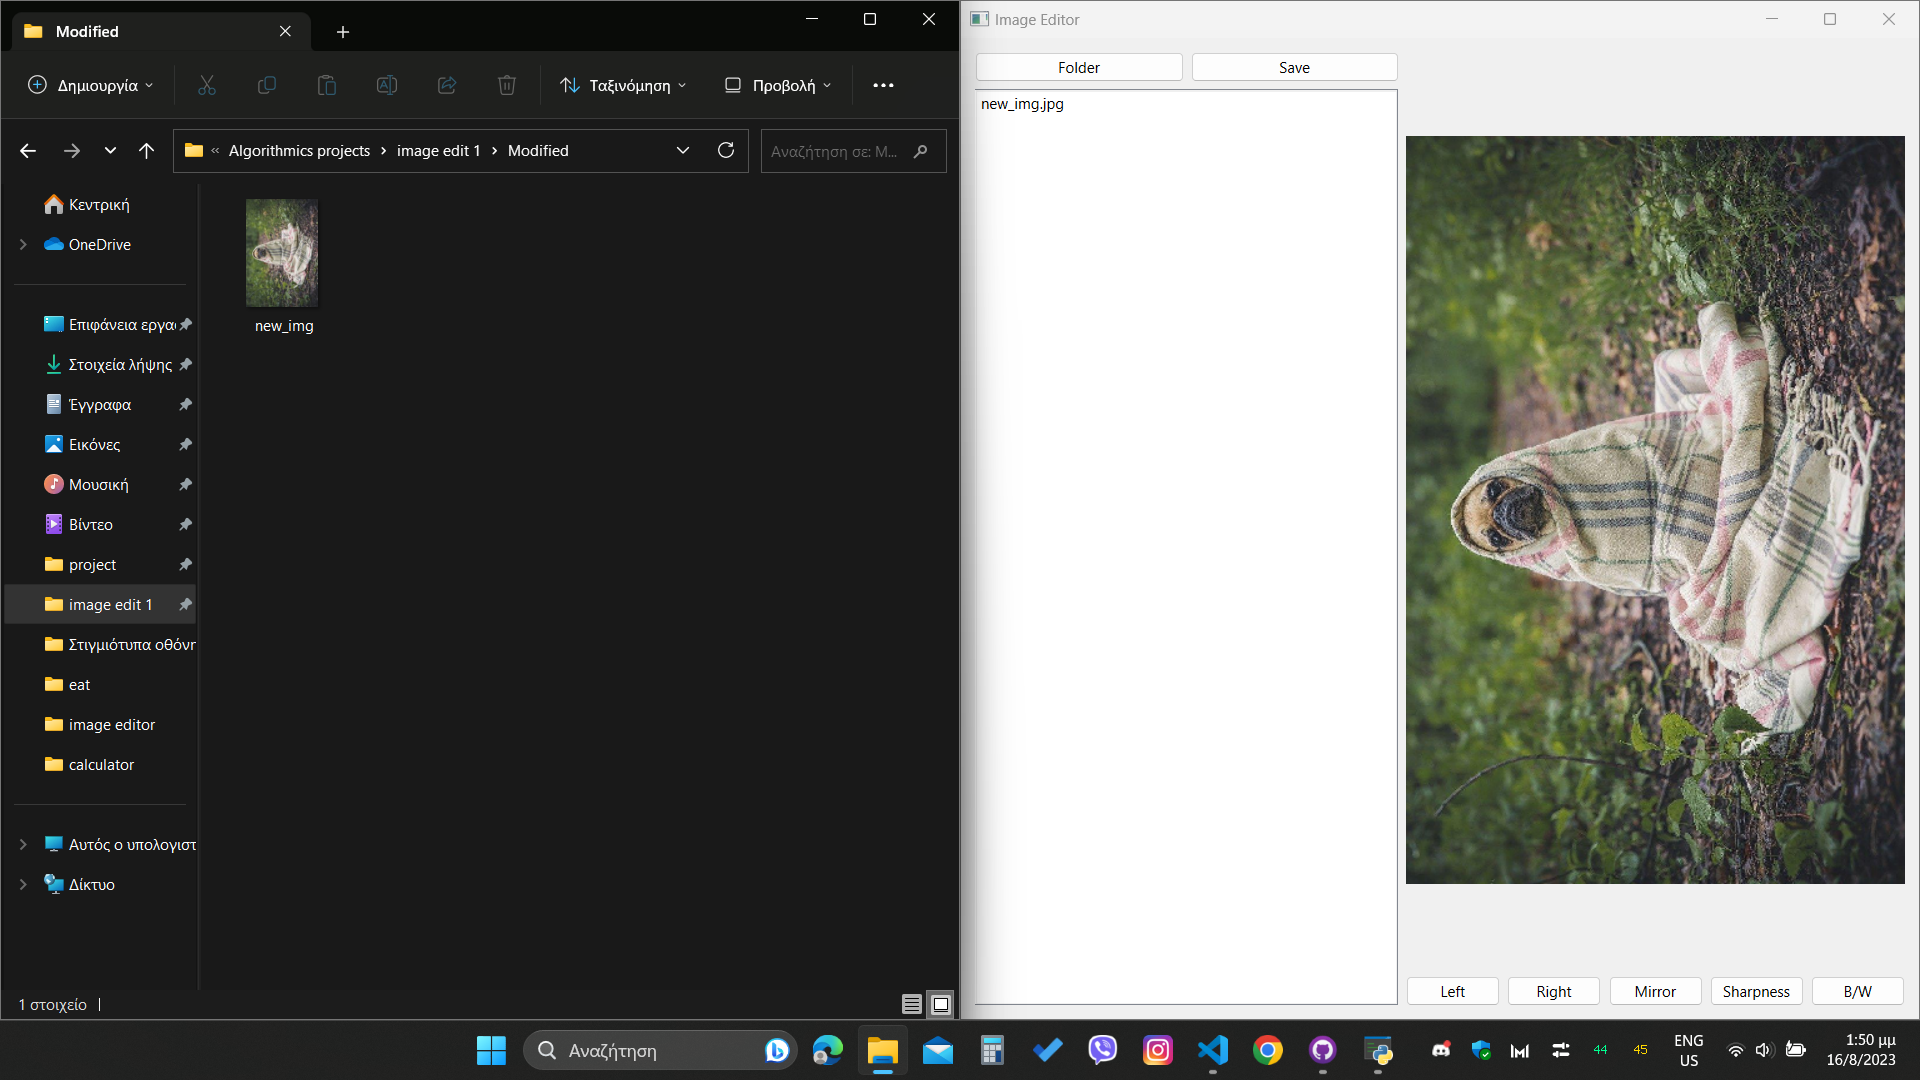 Modified
Δημιουργία
Ταξινόμηση
Προβολή
Algorithmics projects > image edit 1 > Modified
Αναζήτηση σε: M...
Κεντρική
OneDrive
Επιφάνεια εργα
Στοιχεία λήψης
Έγγραφα
Εικόνες
Μουσική
Βίντεο
project
image edit 1
Στιγμιότυπα οθόνη
eat
image editor
calculator
Αυτός ο υπολογιστ
Δίκτυο
new_img
1 στοιχείο
Image Editor
Folder
Save
new_img.jpg
Left
Right
Mirror
Sharpness
B/W
Αναζήτηση
44
45
ENG
US
1:50 μμ
16/8/2023